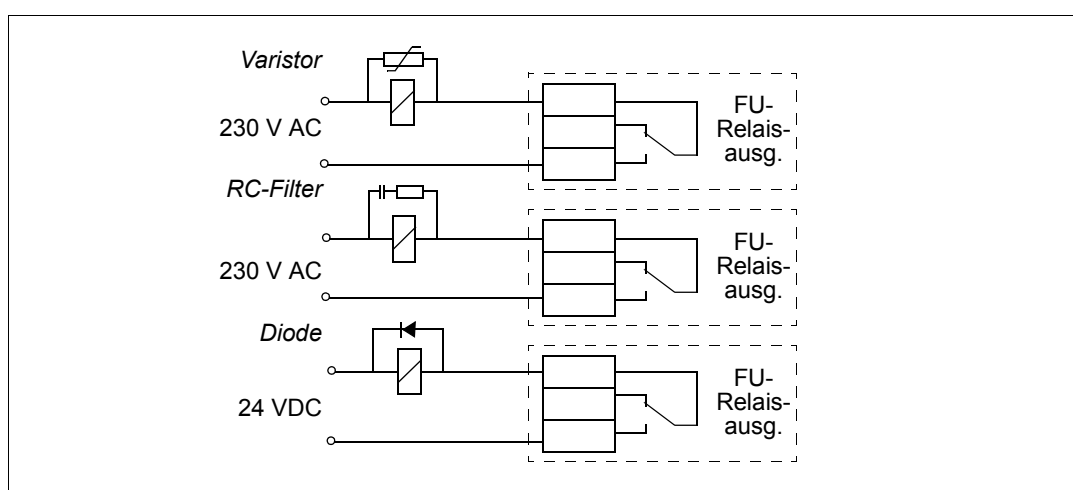 Varistor
230 V AC
FU-
Relais-
ausg.
RC-Filter
230 V AC
FU-
Relais-
ausg.
Diode
24 VDC
FU-
Relais-
ausg.